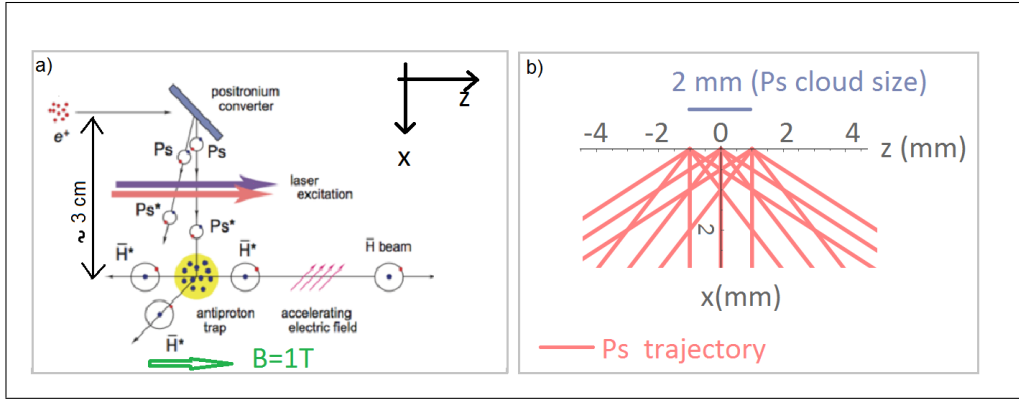 a)
positronium
converter
e⁺
Ps
Ps
z
x
~ 3 cm
laser
excitation
Ps*
Ps*
H̄*
H̄*
H̄ beam
antiproton
trap
accelerating
electric field
H̄*
B=1T
b)
2 mm (Ps cloud size)
-4 -2 0 2 4 z (mm)
2
x(mm)
Ps trajectory